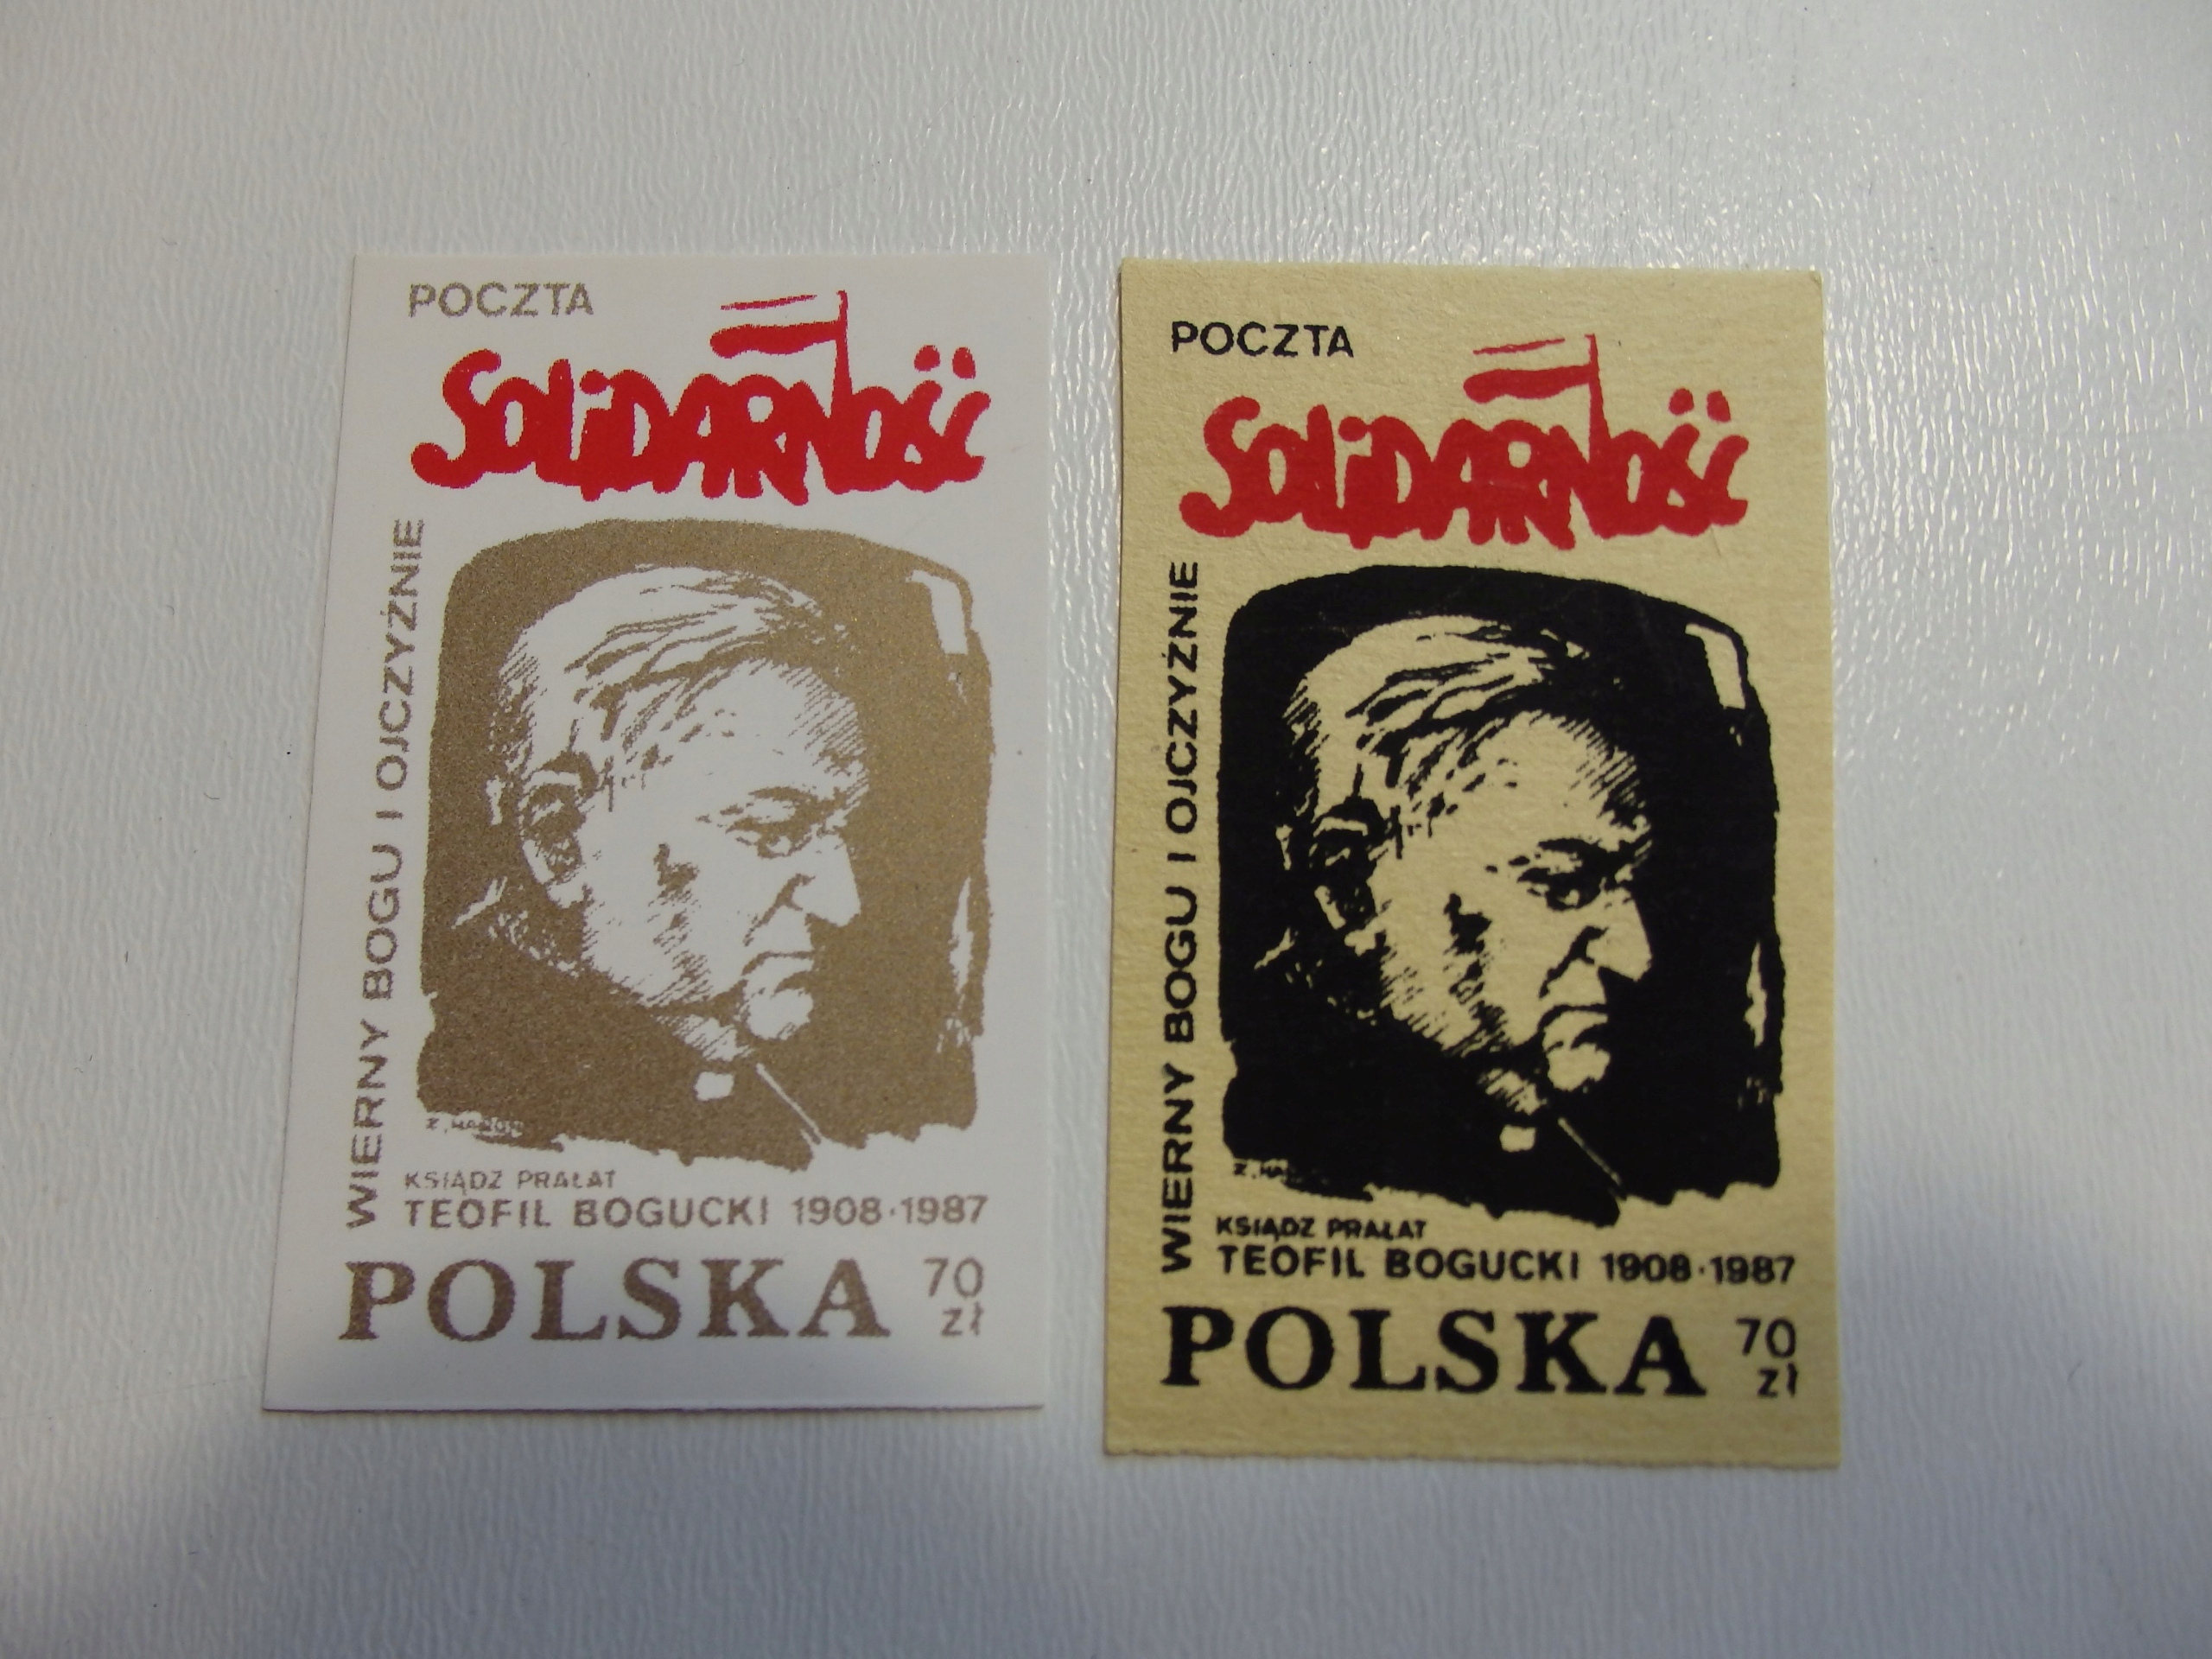 POCZTA
SOLiDARNOŚĆ
WIERNY BOGU I OJCZYŹNIE
KSIĄDZ PRAŁAT
TEOFIL BOGUCKI 1908·1987
POLSKA 70
zł
POCZTA
SOLiDARNOŚĆ
WIERNY BOGU I OJCZYŹNIE
KSIĄDZ PRAŁAT
TEOFIL BOGUCKI 1908·1987
POLSKA 70
zł